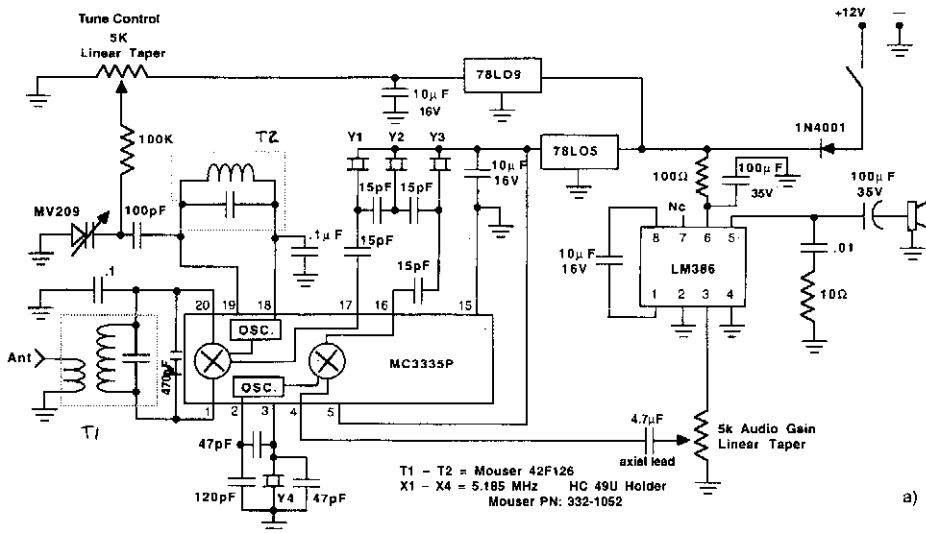 Tune Control
5K
Linear Taper
+12V
—
78LO9
10µF
16V
T2
100K
Y1 Y2 Y3
78LO5
1N4001
10µF
16V
100Ω
100µF
35V
100µF
35V
15pF 15pF
MV209
100pF
.1µF
15pF
15pF
Nc
8 7 6 5
LM386
1 2 3 4
10µF
16V
.01
10Ω
.1
20 19 18 17 16 15
OSC.
MC3335P
OSC.
Ant
470pF
T1
1 2 3 4 5
47pF
120pF
Y4
47pF
4.7µF
axial lead
5k Audio Gain
Linear Taper
T1 - T2 = Mouser 42F126
X1 - X4 = 5.185 MHz HC 49U Holder
Mouser PN: 332-1052
a)